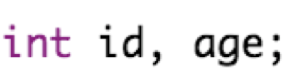 int id, age;